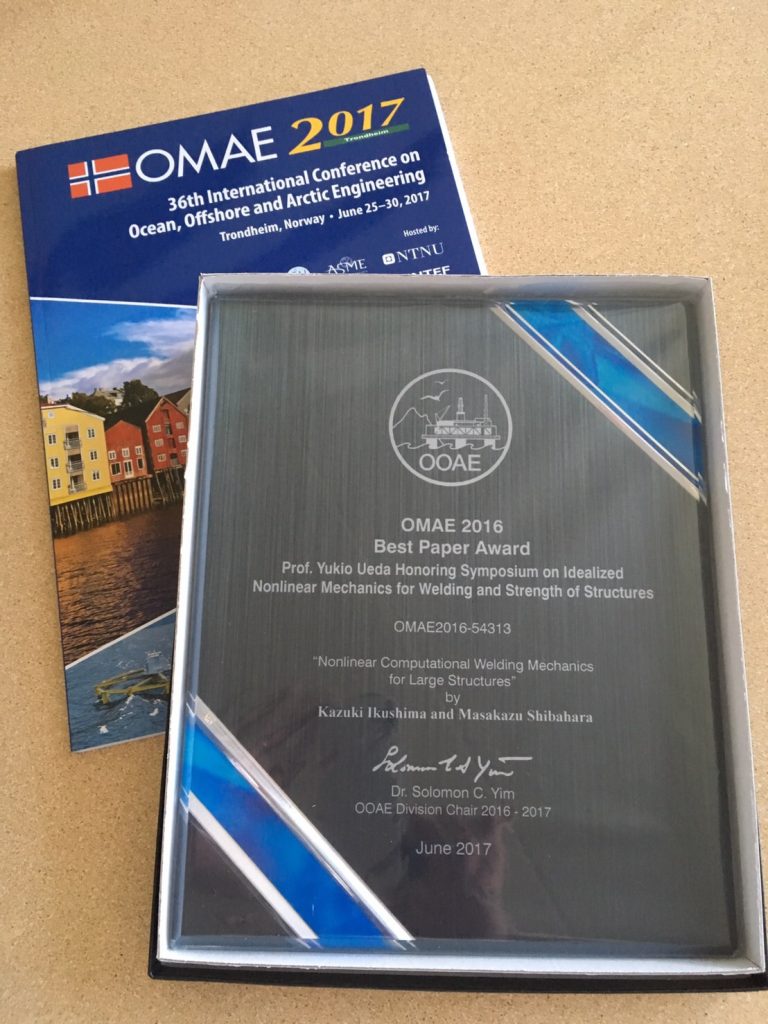 OMAE 2017
Trondheim
36th International Conference on
Ocean, Offshore and Arctic Engineering
Trondheim, Norway • June 25–30, 2017
Hosted by:
ASME
NTNU
OOAE
OMAE 2016
Best Paper Award
Prof. Yukio Ueda Honoring Symposium on Idealized
Nonlinear Mechanics for Welding and Strength of Structures
OMAE2016-54313
“Nonlinear Computational Welding Mechanics
for Large Structures”
by
Kazuki Ikushima and Masakazu Shibahara
Solomon C. Yim
Dr. Solomon C. Yim
OOAE Division Chair 2016 - 2017
June 2017